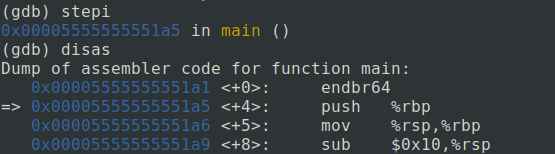 (gdb) stepi
0x00005555555551a5 in main ()
(gdb) disas
Dump of assembler code for function main:
   0x00005555555551a1 <+0>:     endbr64
=> 0x00005555555551a5 <+4>:     push   %rbp
   0x00005555555551a6 <+5>:     mov    %rsp,%rbp
   0x00005555555551a9 <+8>:     sub    $0x10,%rsp